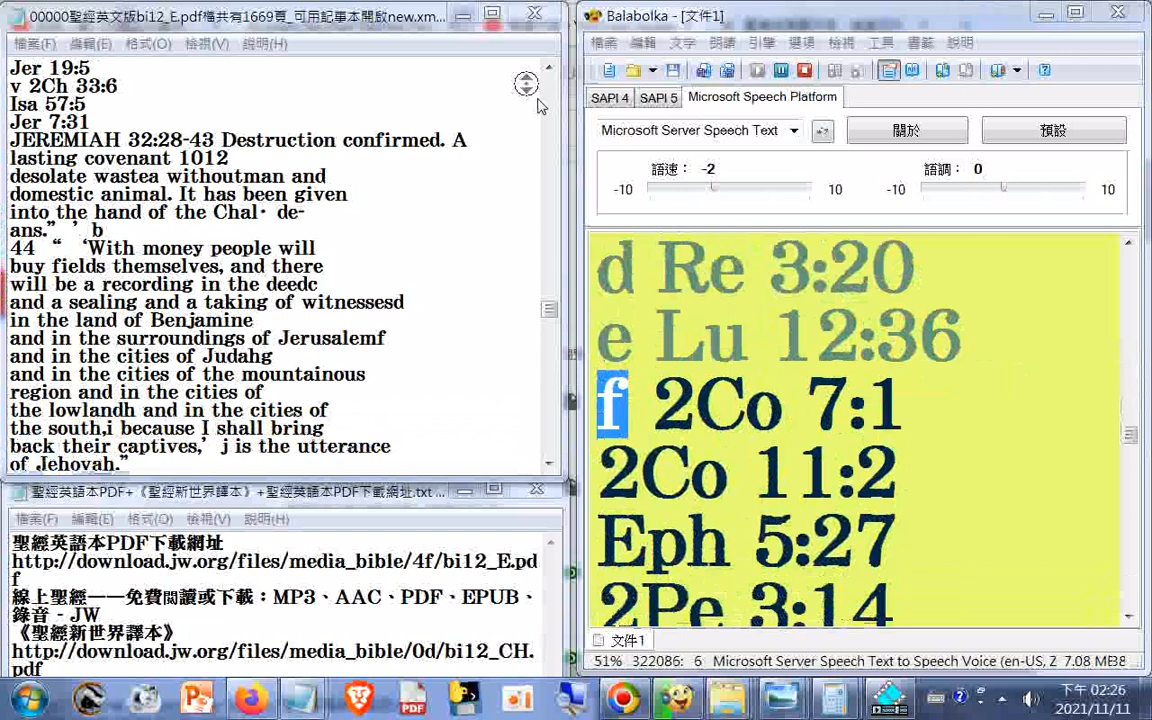 00000聖經英文版bi12_E.pdf檔共有1669頁_可用記事本開啟new.xm...
檔案(F) 編輯(E) 格式(O) 檢視(V) 說明(H)
Jer 19:5
v 2Ch 33:6
Isa 57:5
Jer 7:31
JEREMIAH 32:28-43 Destruction confirmed. A
lasting covenant 1012
desolate wastea withoutman and
domestic animal. It has been given
into the hand of the Chal· de-
ans.” ’ b
44 “ ‘With money people will
buy fields themselves, and there
will be a recording in the deedc
and a sealing and a taking of witnessesd
in the land of Benjamine
and in the surroundings of Jerusalemf
and in the cities of Judahg
and in the cities of the mountainous
region and in the cities of
the lowlandh and in the cities of
the south,i because I shall bring
back their captives,’ j is the utterance
of Jehovah.”
聖經英語本PDF+《聖經新世界譯本》+聖經英語本PDF下載網址.txt ...
檔案(F) 編輯(E) 格式(O) 檢視(V) 說明(H)
聖經英語本PDF下載網址
http://download.jw.org/files/media_bible/4f/bi12_E.pd
f
線上聖經——免費閱讀或下載：MP3、AAC、PDF、EPUB、
錄音 - JW
《聖經新世界譯本》
http://download.jw.org/files/media_bible/0d/bi12_CH.
pdf
Balabolka - [文件1]
檔案 編輯 文字 朗讀 引擎 選項 檢視 工具 書籤 說明
SAPI 4 SAPI 5 Microsoft Speech Platform
Microsoft Server Speech Text 關於 預設
語速： -2 語調： 0
-10 10 -10 10
d Re 3:20
e Lu 12:36
f 2Co 7:1
2Co 11:2
Eph 5:27
2Pe 3:14
文件1
51% 322086: 6 Microsoft Server Speech Text to Speech Voice (en-US, Z 7.08 MB
下午 02:26
2021/11/11